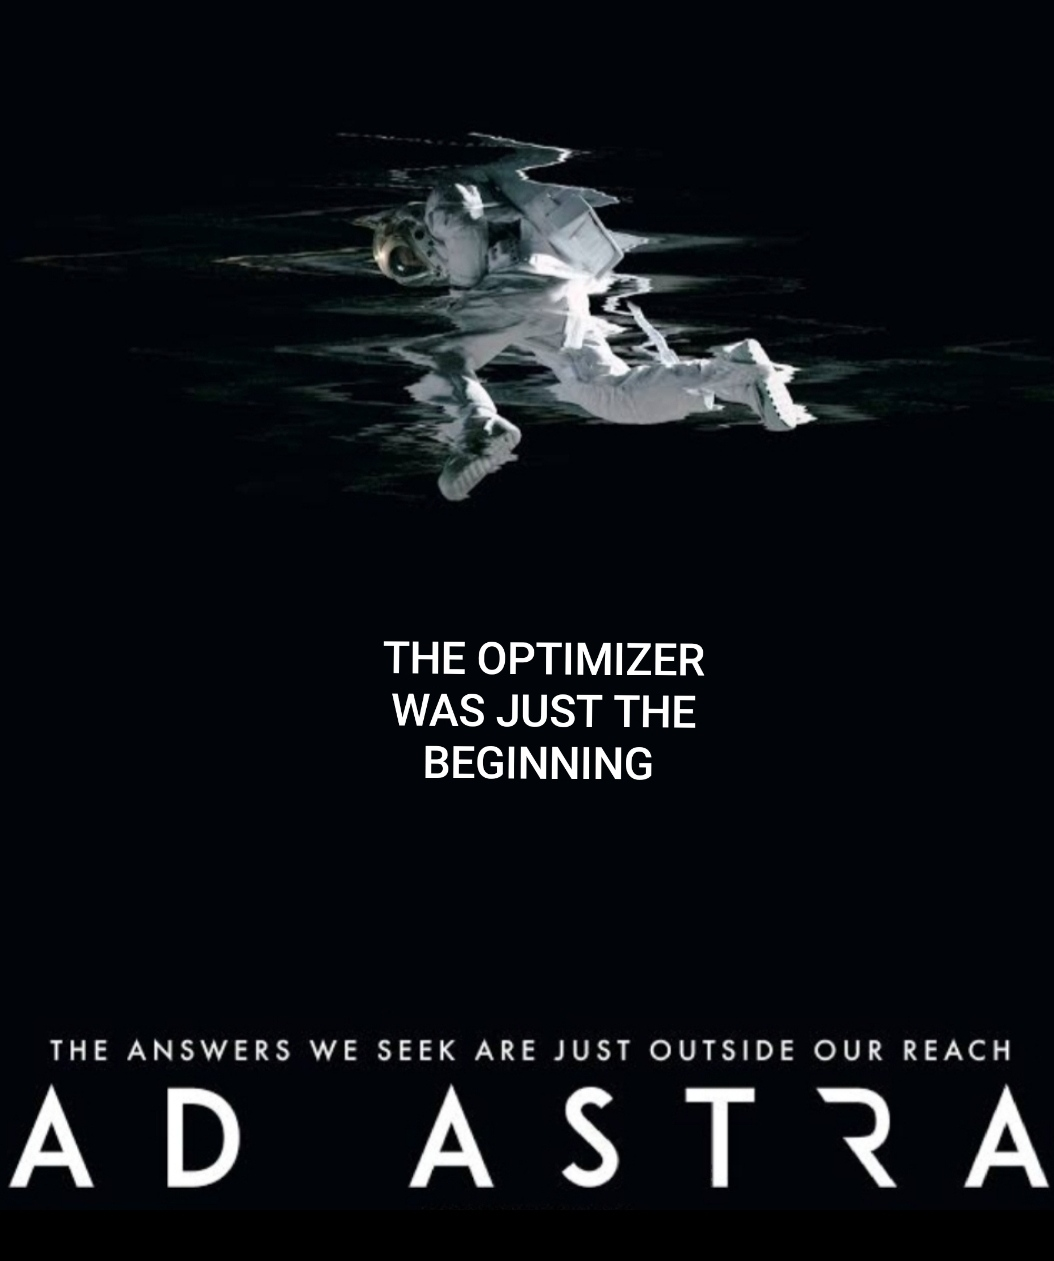 THE OPTIMIZER
WAS JUST THE
BEGINNING
THE ANSWERS WE SEEK ARE JUST OUTSIDE OUR REACH
AD ASTRA